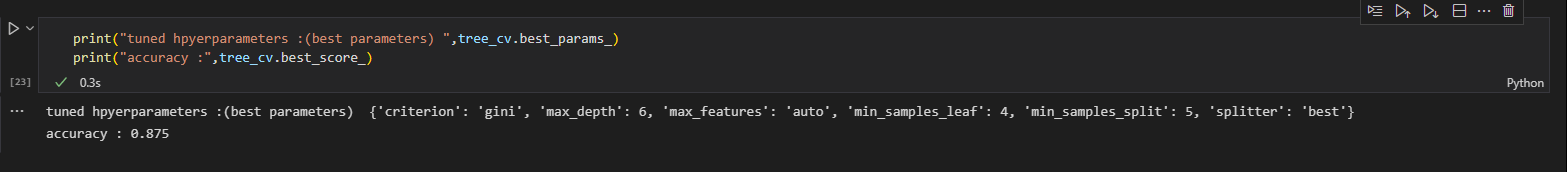 print("tuned hpyerparameters :(best parameters) ",tree_cv.best_params_)
print("accuracy :",tree_cv.best_score_)
[23]
0.3s
Python
tuned hpyerparameters :(best parameters)  {'criterion': 'gini', 'max_depth': 6, 'max_features': 'auto', 'min_samples_leaf': 4, 'min_samples_split': 5, 'splitter': 'best'}
accuracy : 0.875